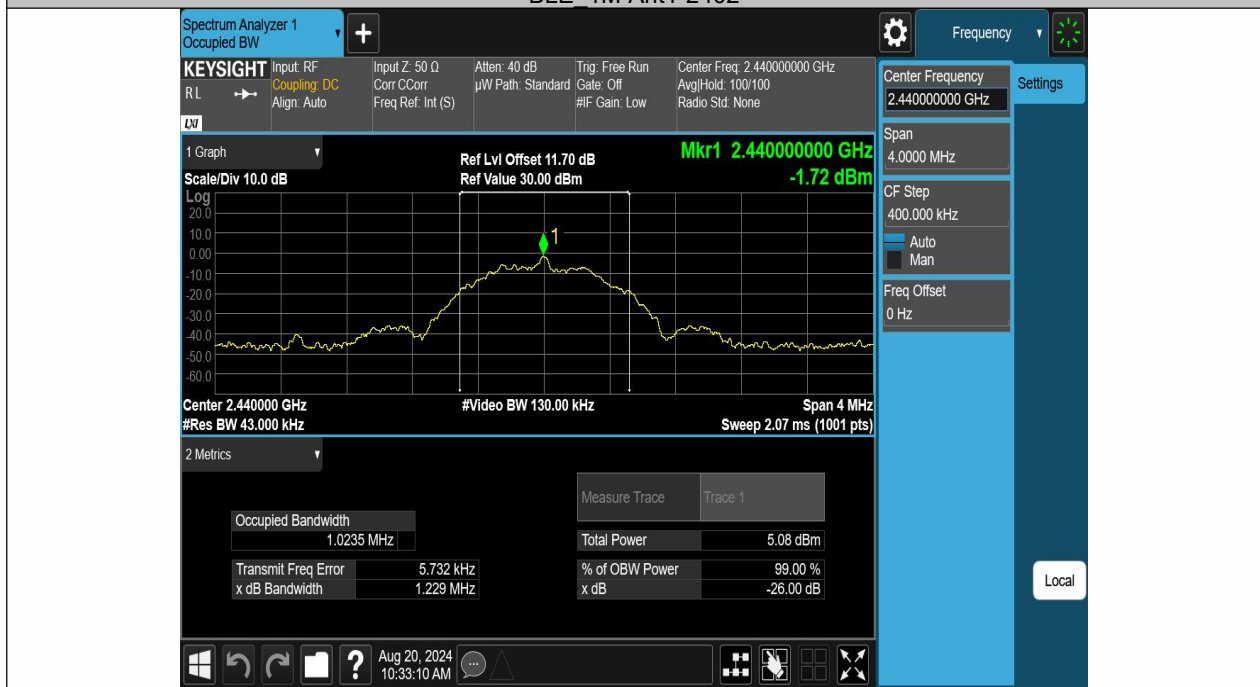 Spectrum Analyzer 1
Occupied BW
+
Frequency
KEYSIGHT
RL
LXI
Input: RF
Coupling: DC
Align: Auto
Input Z: 50 Ω
Corr CCorr
Freq Ref: Int (S)
Atten: 40 dB
µW Path: Standard
Trig: Free Run
Gate: Off
#IF Gain: Low
Center Freq: 2.440000000 GHz
Avg|Hold: 100/100
Radio Std: None
Center Frequency
2.440000000 GHz
Settings
Span
4.0000 MHz
CF Step
400.000 kHz
Auto
Man
Freq Offset
0 Hz
Local
1 Graph
Scale/Div 10.0 dB
Ref Lvl Offset 11.70 dB
Ref Value 30.00 dBm
Mkr1 2.440000000 GHz
-1.72 dBm
Log
20.0
10.0
0.00
-10.0
-20.0
-30.0
-40.0
-50.0
-60.0
1
Center 2.440000 GHz
#Video BW 130.00 kHz
Span 4 MHz
#Res BW 43.000 kHz
Sweep 2.07 ms (1001 pts)
2 Metrics
Measure Trace
Trace 1
Occupied Bandwidth
1.0235 MHz
Total Power 5.08 dBm
Transmit Freq Error 5.732 kHz
% of OBW Power 99.00 %
x dB Bandwidth 1.229 MHz
x dB -26.00 dB
?
Aug 20, 2024
10:33:10 AM